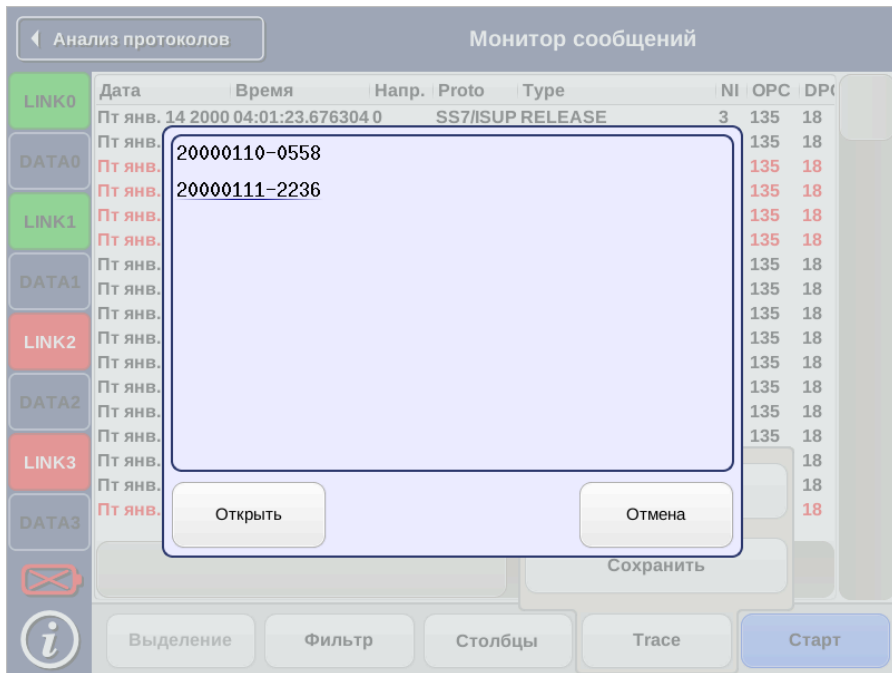 Анализ протоколов
Монитор сообщений
LINK0
DATA0
LINK1
DATA1
LINK2
DATA2
LINK3
DATA3
Дата Время Напр. Proto Type NI OPC DP
Пт янв. 14 2000 04:01:23.676304 0 SS7/ISUP RELEASE 3 135 18
Пт янв. 135 18
Пт янв. 135 18
Пт янв. 135 18
Пт янв. 135 18
Пт янв. 135 18
Пт янв. 135 18
Пт янв. 135 18
Пт янв. 135 18
Пт янв. 135 18
Пт янв. 135 18
Пт янв. 135 18
Пт янв. 135 18
Пт янв. 135 18
Пт янв. 18
Пт янв. 18
Пт янв. 18
20000110-0558
20000111-2236
Открыть Отмена
Сохранить
i
Выделение Фильтр Столбцы Trace Старт